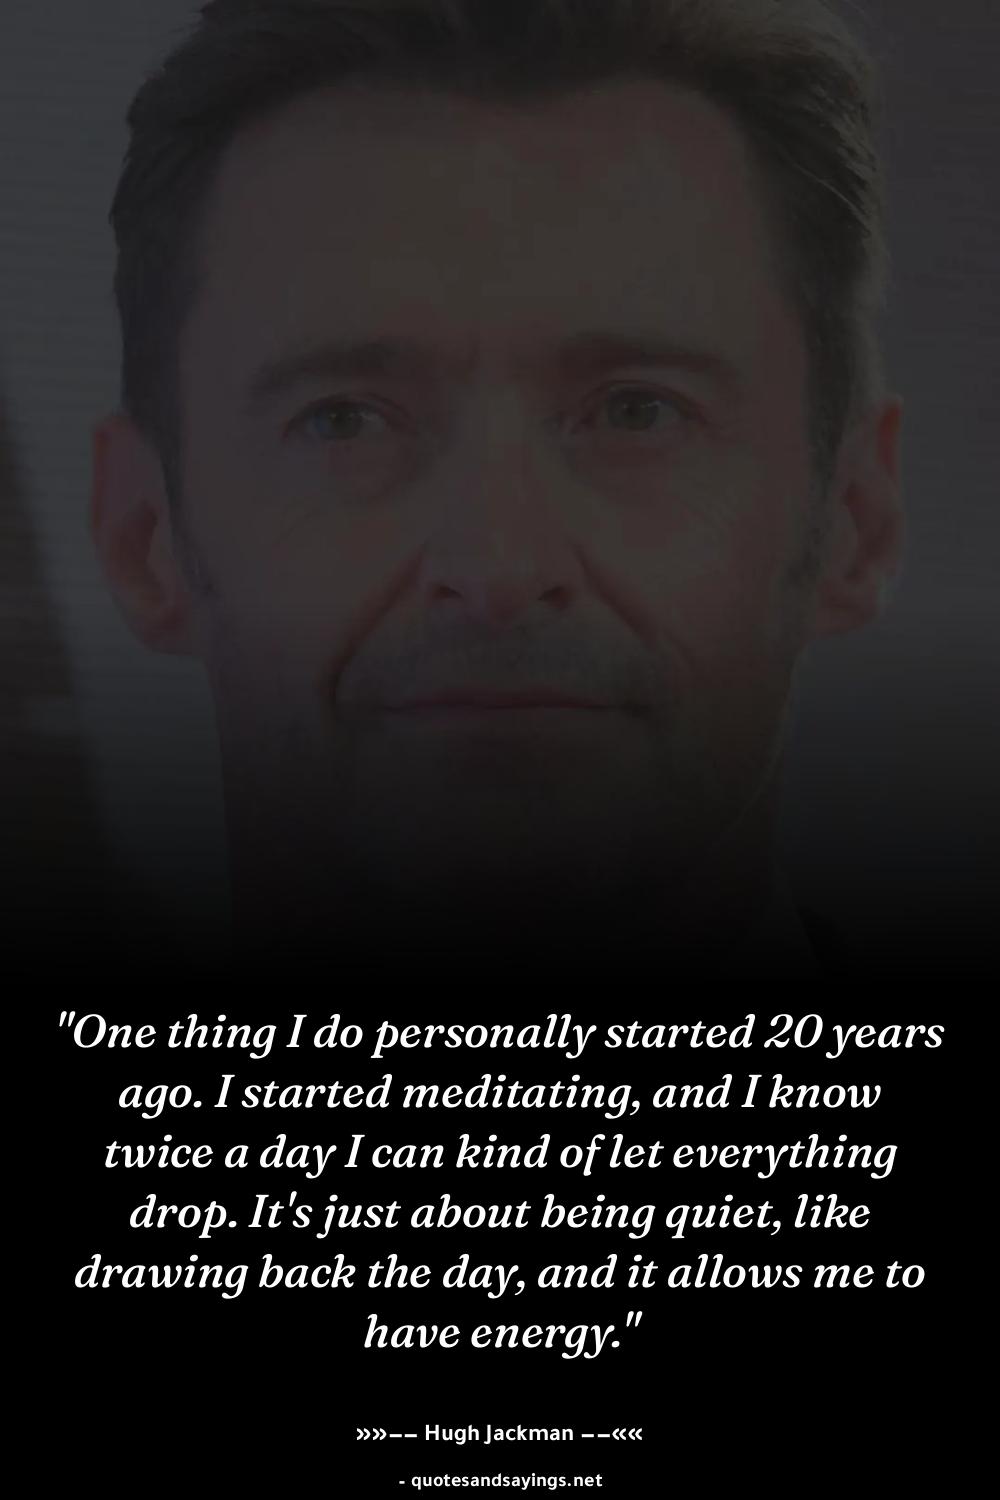 "One thing I do personally started 20 years
ago. I started meditating, and I know
twice a day I can kind of let everything
drop. It's just about being quiet, like
drawing back the day, and it allows me to
have energy."
»»−− Hugh Jackman −−««
- quotesandsayings.net